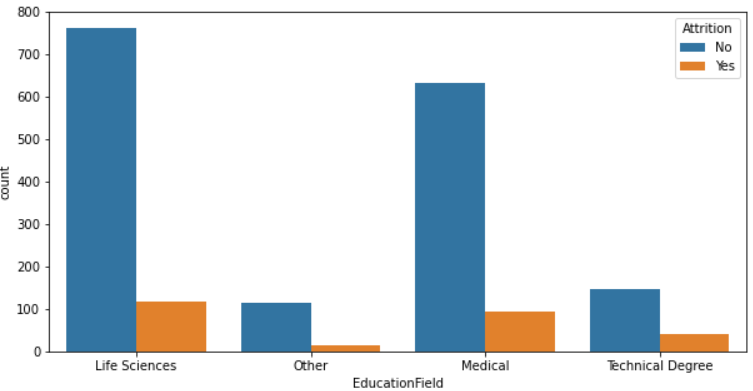 800
700
600
500
400
300
200
100
0
count
Attrition
No
Yes
Life Sciences
Other
Medical
Technical Degree
EducationField